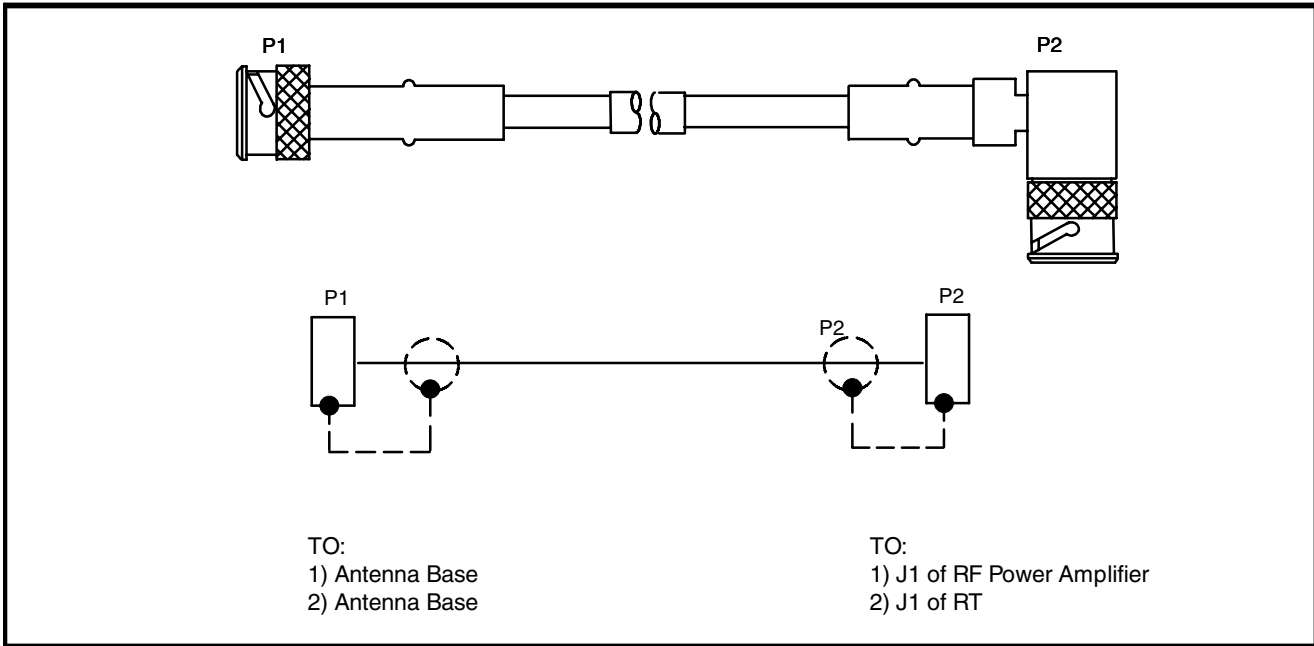 P1
P2
P1
P2
P2
TO:
1) Antenna Base
2) Antenna Base
TO:
1) J1 of RF Power Amplifier
2) J1 of RT